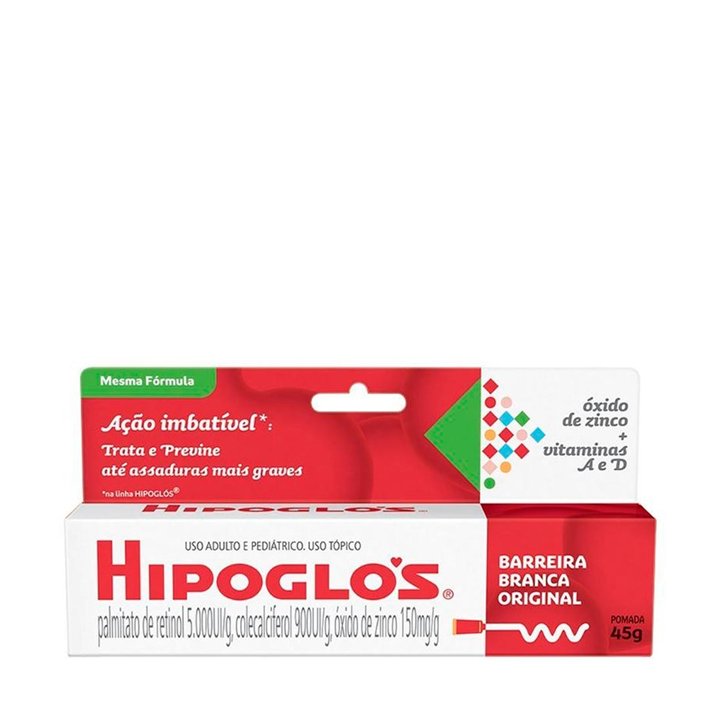 Mesma Fórmula
Ação imbatível*:
Trata e Previne
até assaduras mais graves
*na linha HIPOGLÓS®
óxido
de zinco
+
vitaminas
A e D
HIPOGLÓS
USO ADULTO E PEDIÁTRICO. USO TÓPICO
HIPOGLÓS®
palmitato de retinol 5.000UI/g, colecalciferol 900UI/g, óxido de zinco 150mg/g
BARREIRA
BRANCA
ORIGINAL
POMADA
45g